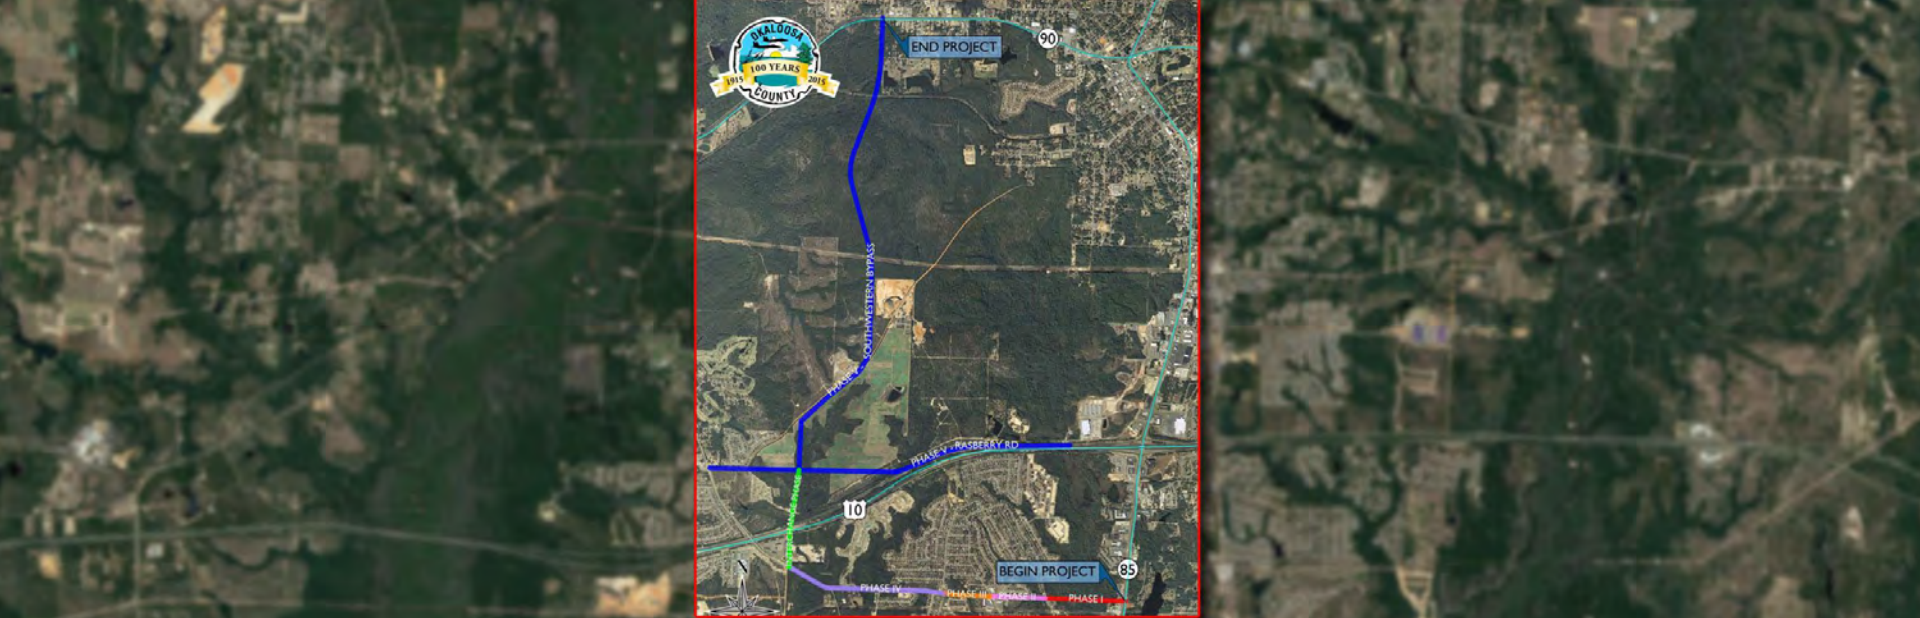 OKALOOSA
100 YEARS
1915 2015
COUNTY
END PROJECT
90
SOUTHWESTERN BYPASS
PHASE V -
PHASE V - RASBERRY RD
10
BEGIN PROJECT
85
PHASE IV
PHASE III
PHASE II
PHASE I
N